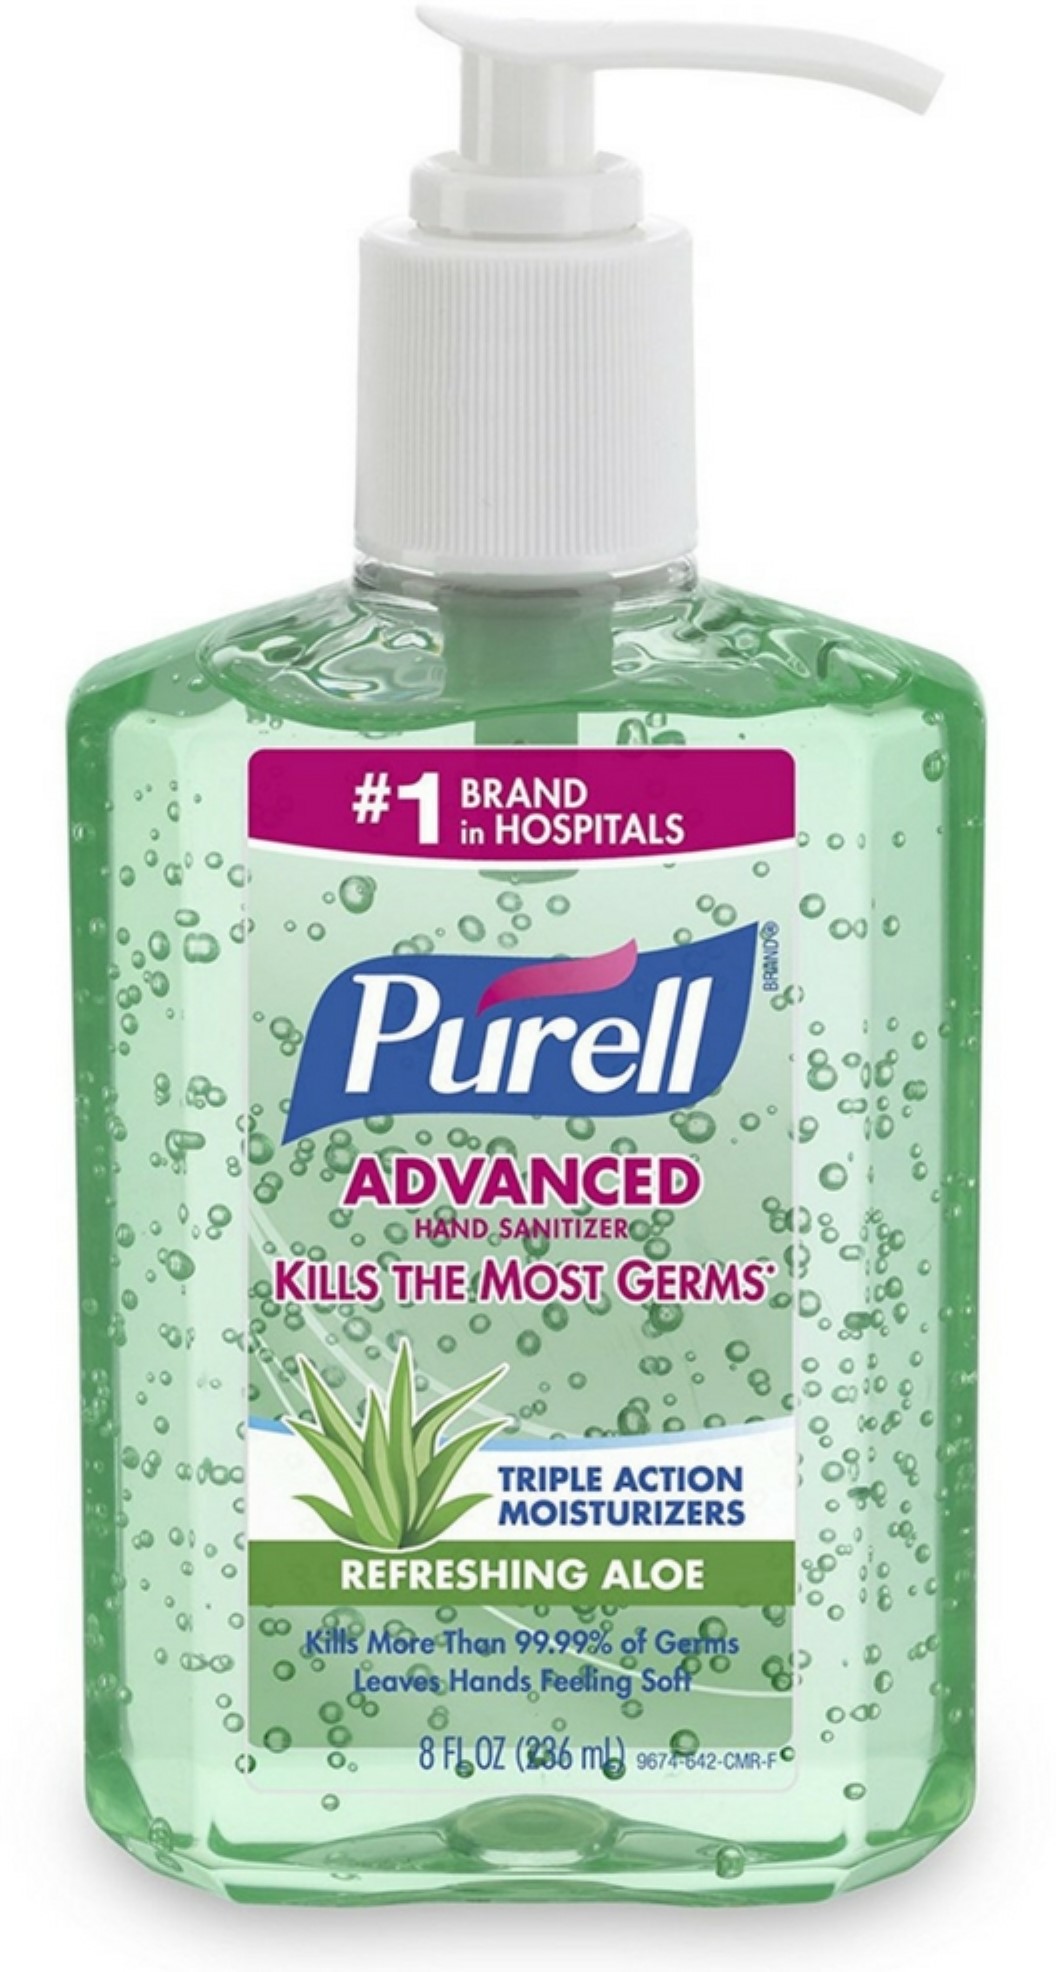 #1 BRAND
in HOSPITALS
Purell
BRAND®
ADVANCED
HAND SANITIZER
KILLS THE MOST GERMS*
TRIPLE ACTION
MOISTURIZERS
REFRESHING ALOE
Kills More Than 99.99% of Germs
Leaves Hands Feeling Soft
8 FL OZ (236 mL) 9674-642-CMR-F